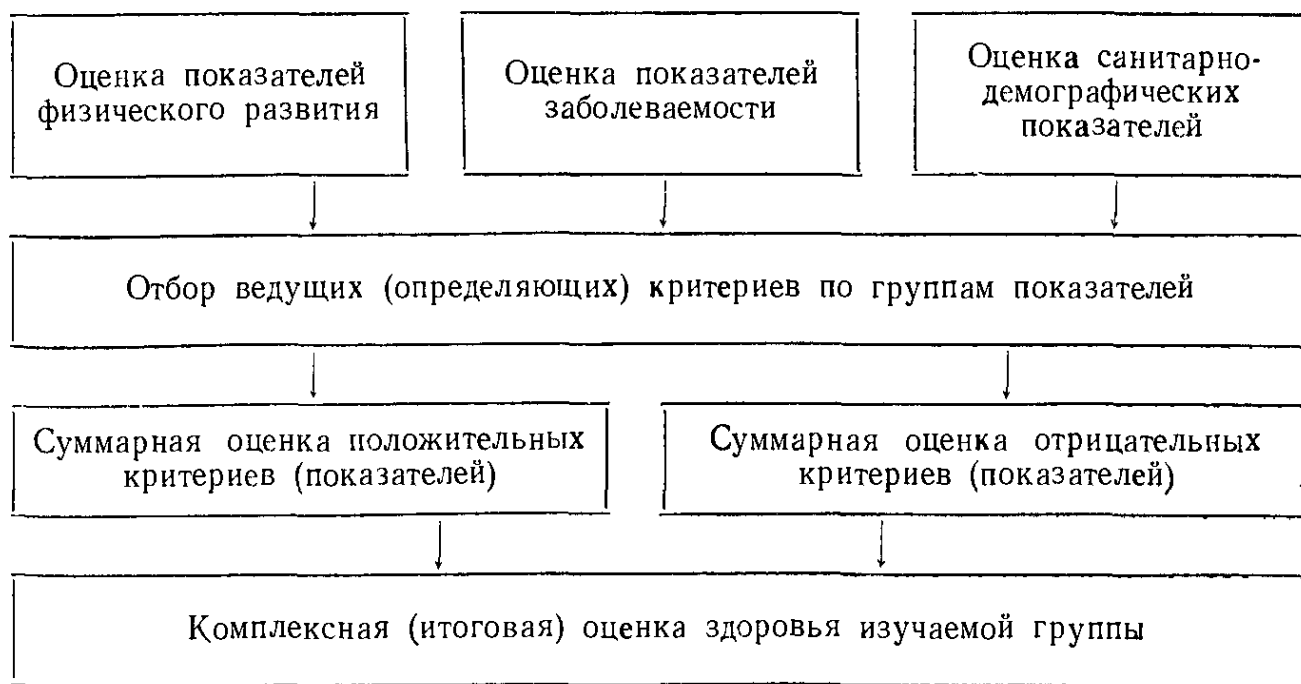 Оценка показателей
физического развития
Оценка показателей
заболеваемости
Оценка санитарно-
демографических
показателей
Отбор ведущих (определяющих) критериев по группам показателей
Суммарная оценка положительных
критериев (показателей)
Суммарная оценка отрицательных
критериев (показателей)
Комплексная (итоговая) оценка здоровья изучаемой группы